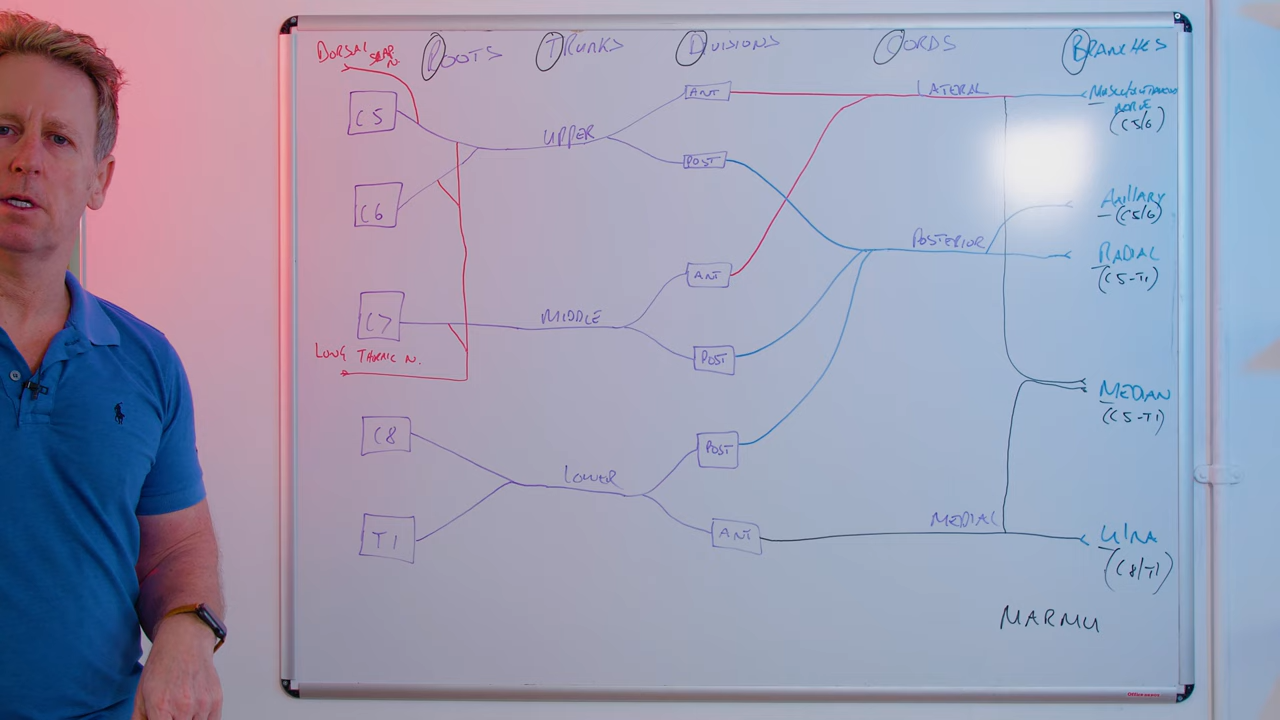 DORSAL SCAP N.
ROOTS TRUNKS DIVISIONS CORDS BRANCHES
C5
UPPER
ANT
LATERAL
MUSCULOCUTANEOUS
NERVE
(C5/6)
C6
POST
AXILLARY
(C5/6)
POSTERIOR
RADIAL
(C5-T1)
C7
MIDDLE
ANT
LONG THORACIC N.
POST
MEDIAN
(C5-T1)
C8
POST
LOWER
T1
ANT
MEDIAL
ULNA
(C8/T1)
MARMU
Office depot